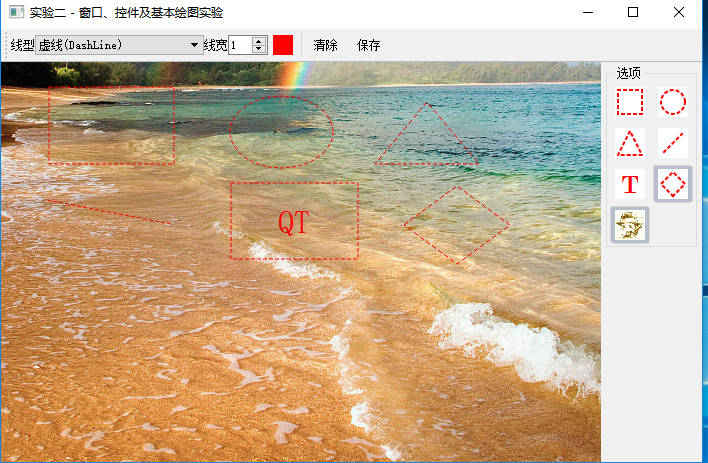 实验二 - 窗口、控件及基本绘图实验
线型 虚线(DashLine) 线宽 1 清除 保存
选项
T
QT